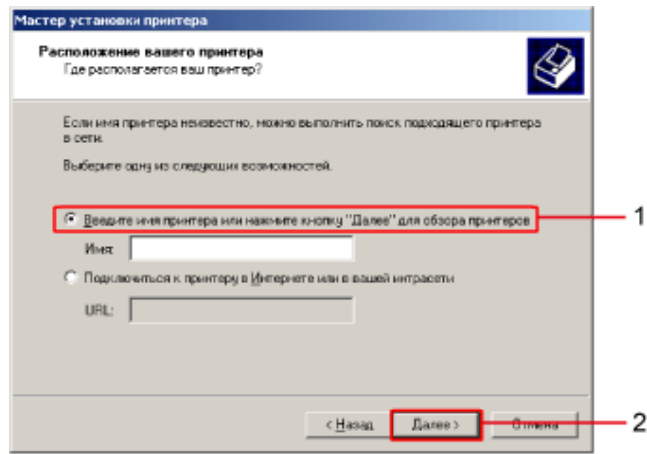 Мастер установки принтера
Расположение вашего принтера
Где располагается ваш принтер?
Если имя принтера неизвестно, можно выполнить поиск подходящего принтера
в сети.
Выберите одну из следующих возможностей.
Введите имя принтера или нажмите кнопку "Далее" для обзора принтеров
1
Имя:
Подключиться к принтеру в Интернете или в вашей интрасети
URL:
< Назад Далее > Отмена
2